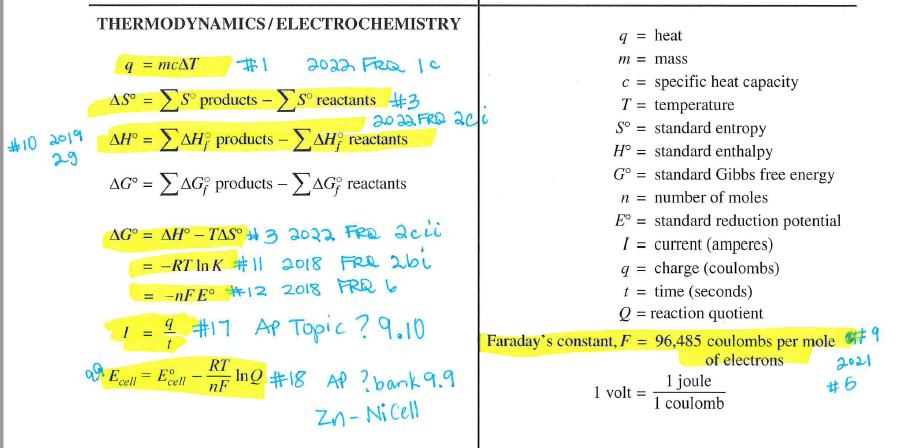 THERMODYNAMICS/ELECTROCHEMISTRY
q = mcΔT #1 2022 FRQ 1c
ΔS° = ∑S° products − ∑S° reactants #3
2022 FRQ 2ci
#10 2019 ΔH° = ∑ΔH°f products − ∑ΔH°f reactants
2g
ΔG° = ∑ΔG°f products − ∑ΔG°f reactants
ΔG° = ΔH° − TΔS° #3 2022 FRQ 2cii
= −RT ln K #11 2018 FRQ 2bi
= −nFE° #12 2018 FRQ 6
I = q/t #17 AP Topic ? 9.10
9.9 Ecell = E°cell − RT/nF ln Q #18 AP ?bank 9.9
Zn-Ni Cell
q = heat
m = mass
c = specific heat capacity
T = temperature
S° = standard entropy
H° = standard enthalpy
G° = standard Gibbs free energy
n = number of moles
E° = standard reduction potential
I = current (amperes)
q = charge (coulombs)
t = time (seconds)
Q = reaction quotient
Faraday's constant, F = 96,485 coulombs per mole #9
of electrons 2021
#6
1 volt = 1 joule / 1 coulomb